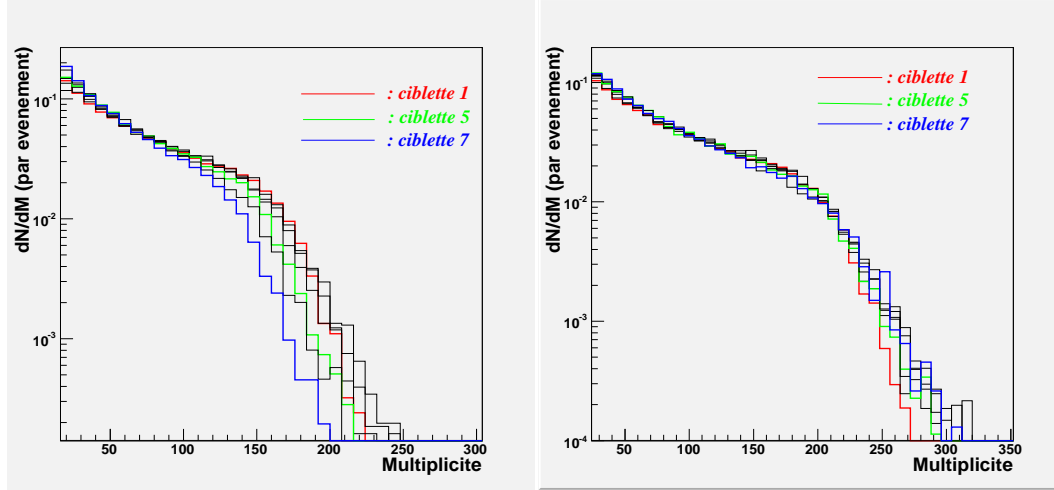 dN/dM (par evenement)
10-1
10-2
10-3
: ciblette 1
: ciblette 5
: ciblette 7
50 100 150 200 250 300
Multiplicite
dN/dM (par evenement)
10-1
10-2
10-3
10-4
: ciblette 1
: ciblette 5
: ciblette 7
50 100 150 200 250 300 350
Multiplicite